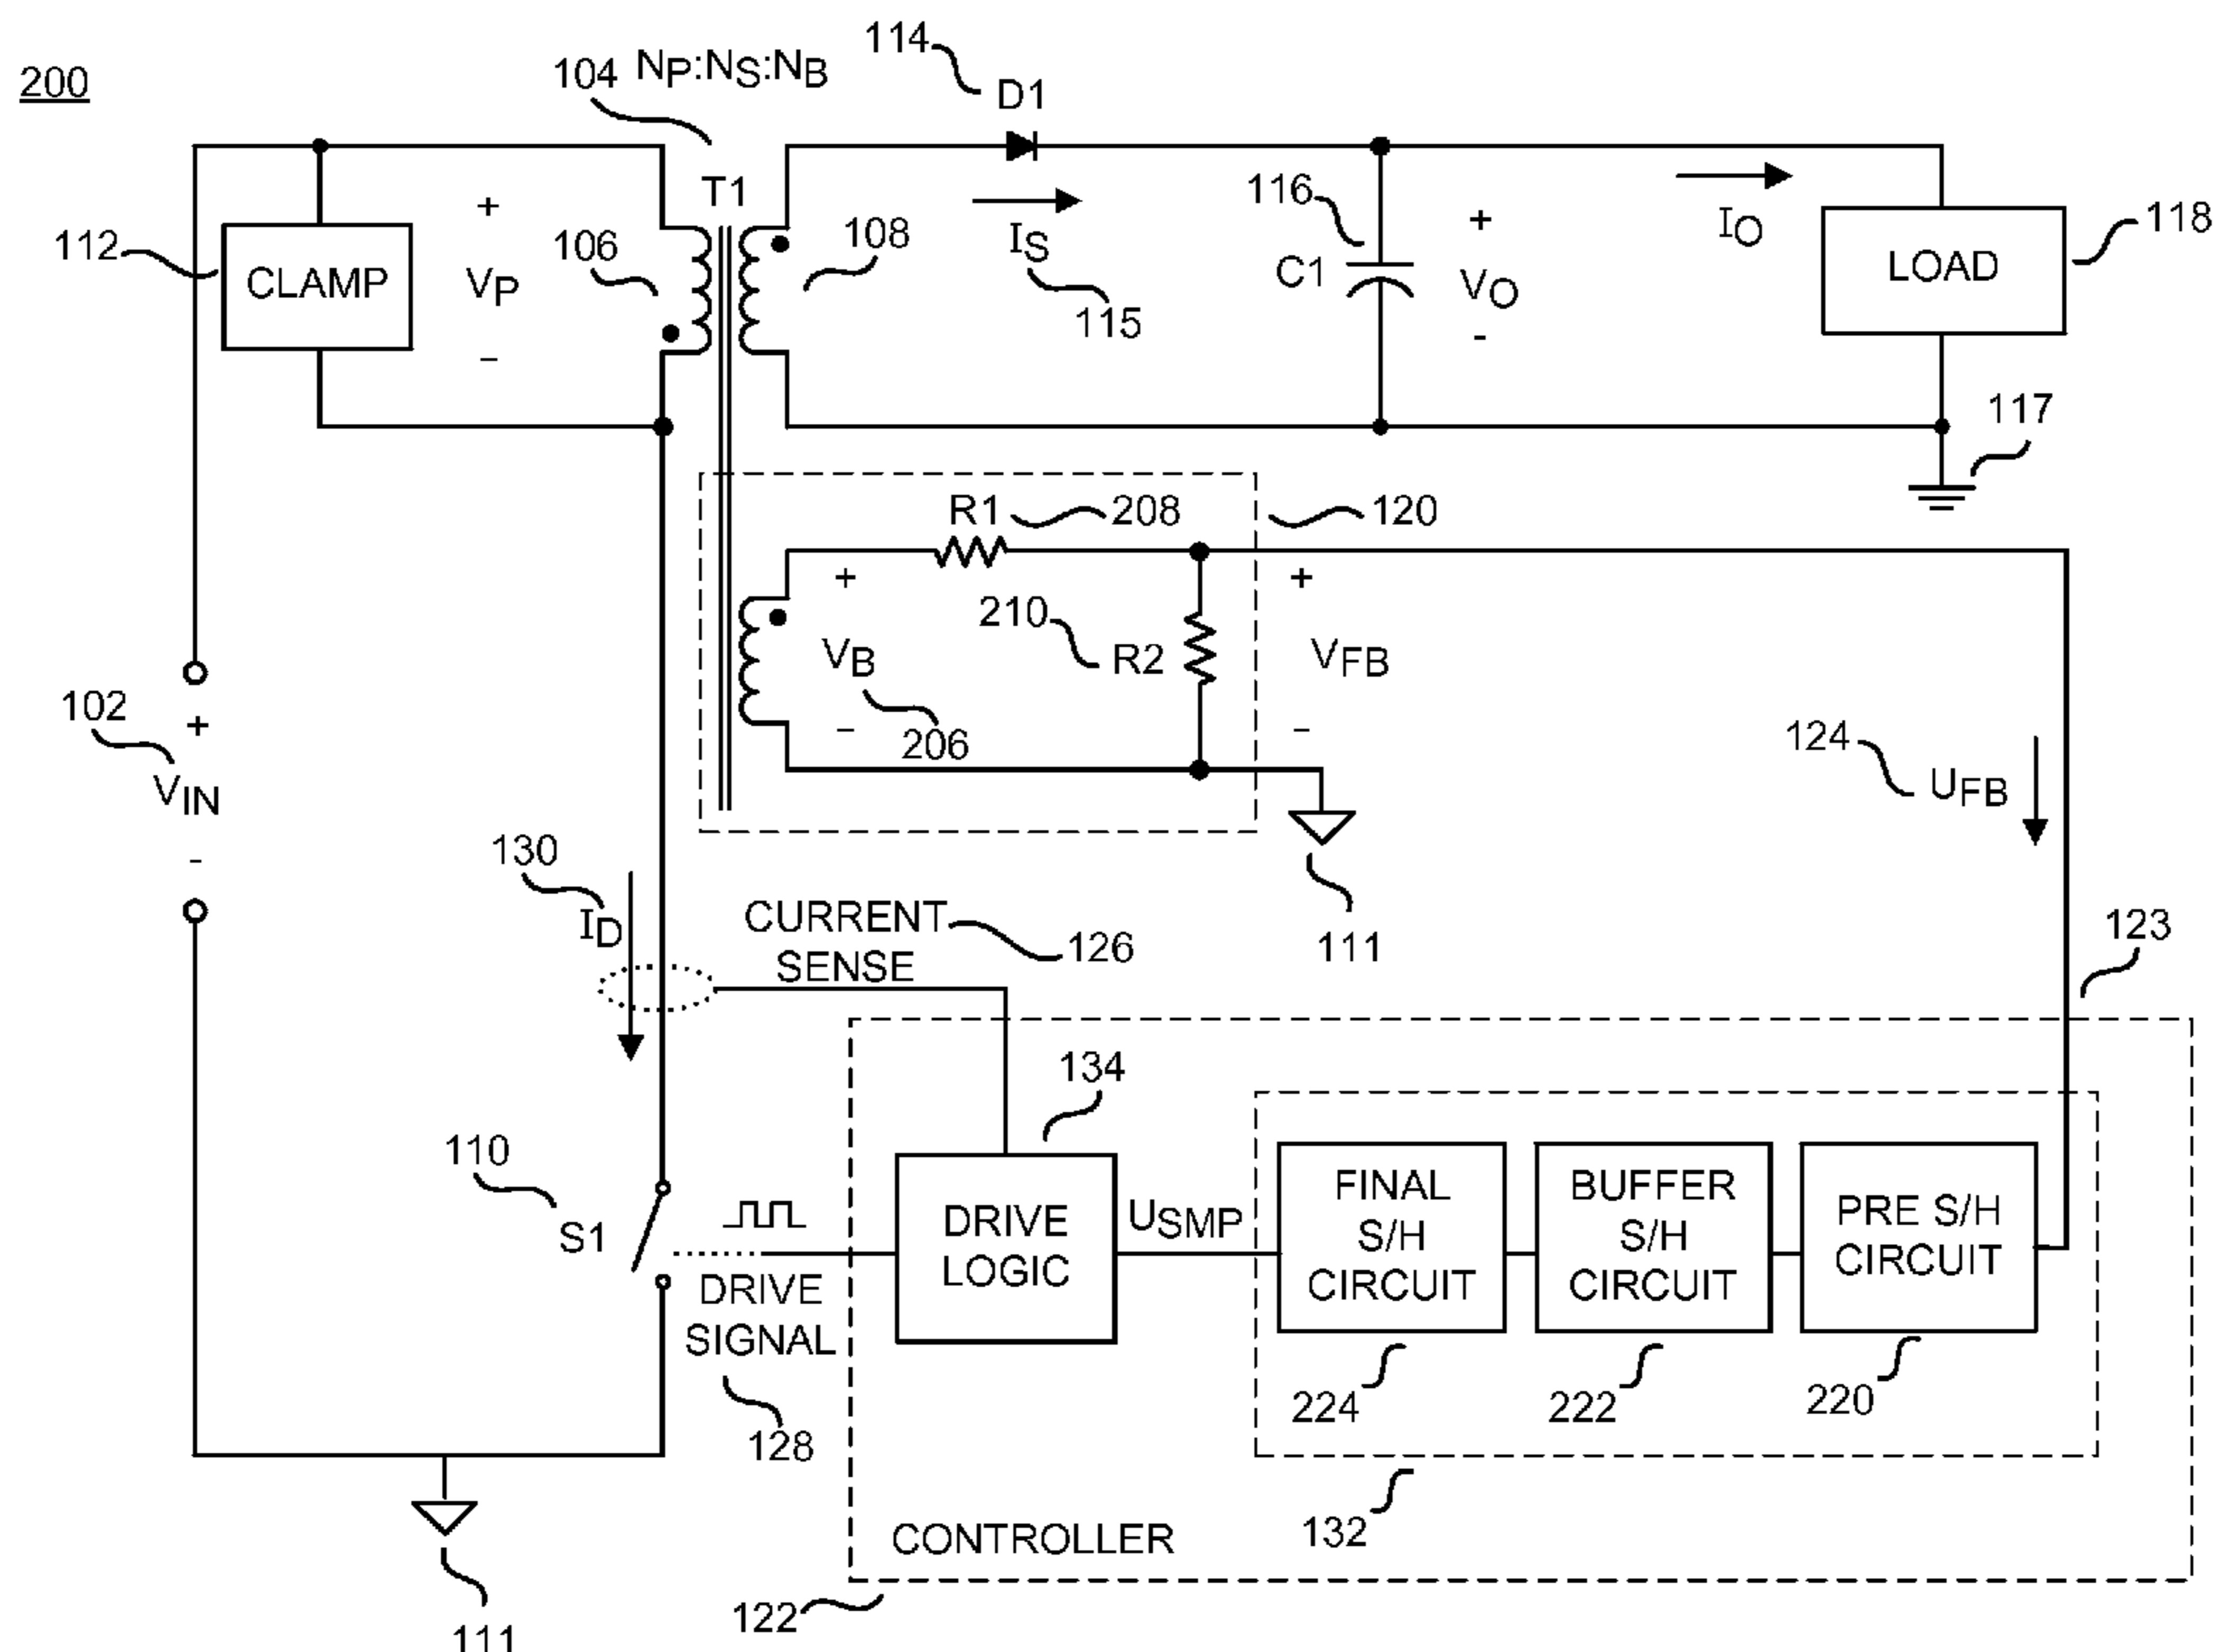 200
104 NP:NS:NB
114
D1
T1
112
CLAMP
+
VP
–
106
108
IS
115
116
C1
+
VO
-
IO
LOAD
118
117
R1
208
120
+
VB
–
206
210
R2
+
VFB
–
111
102
+
VIN
-
124
UFB
123
130
ID
CURRENT
SENSE
126
134
110
S1
DRIVE
SIGNAL
128
DRIVE
LOGIC
USMP
FINAL
S/H
CIRCUIT
BUFFER
S/H
CIRCUIT
PRE S/H
CIRCUIT
224
222
220
132
CONTROLLER
122
111